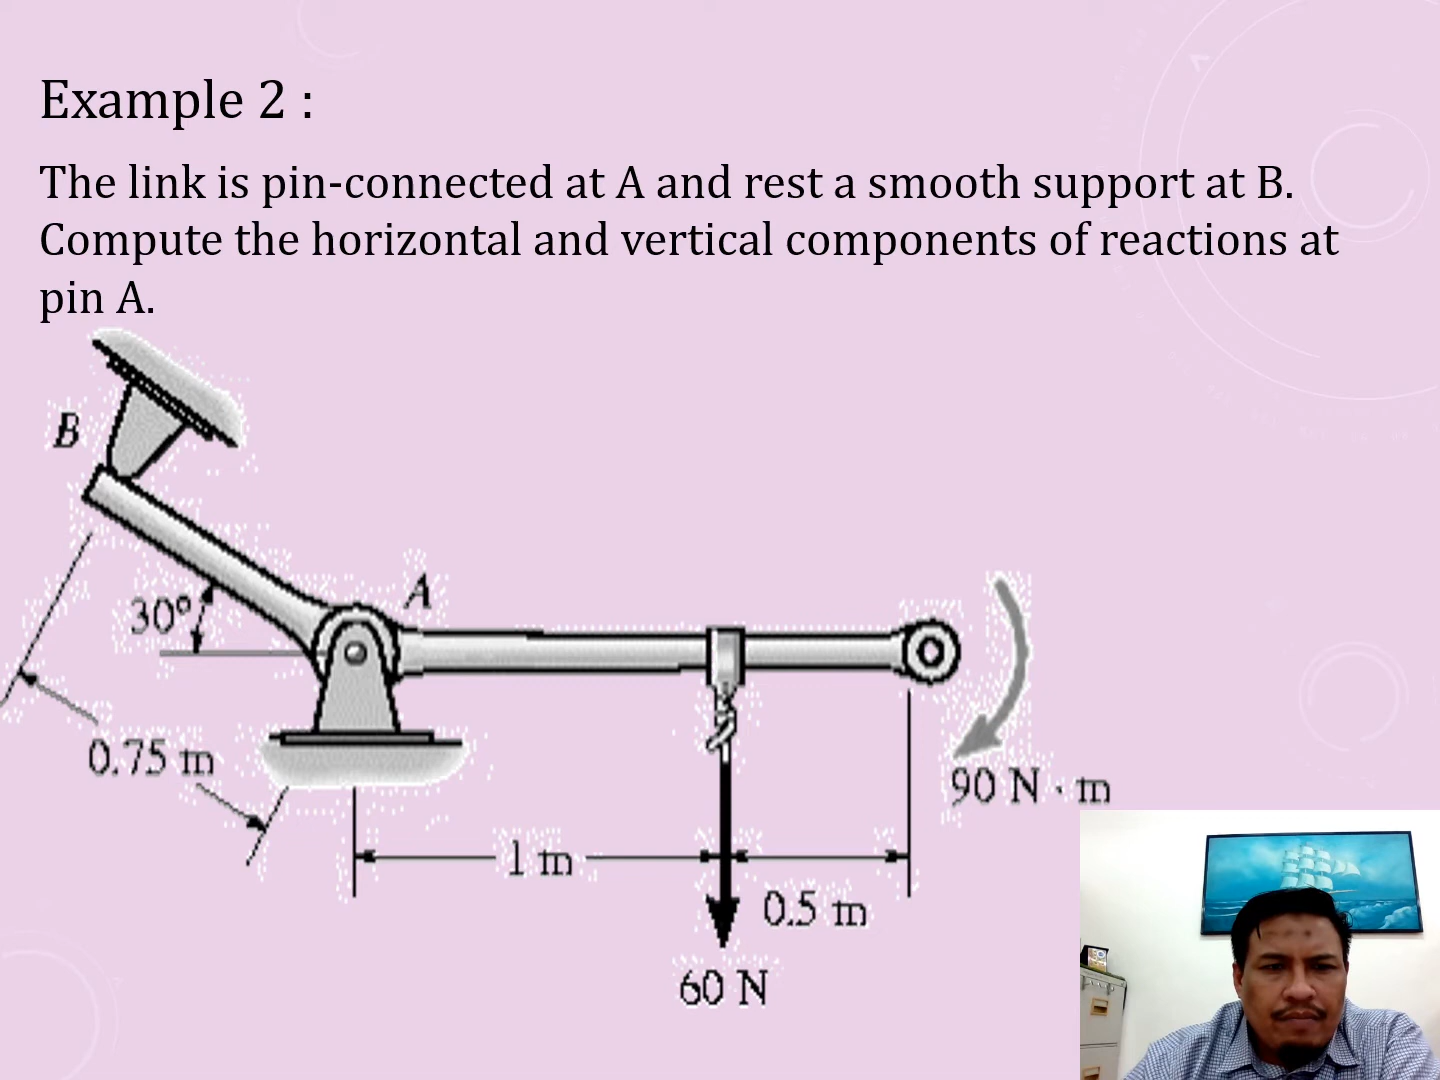 Example 2 :
The link is pin-connected at A and rest a smooth support at B.
Compute the horizontal and vertical components of reactions at
pin A.
B
A
30°
0.75 m
90 N · m
1 m
0.5 m
60 N